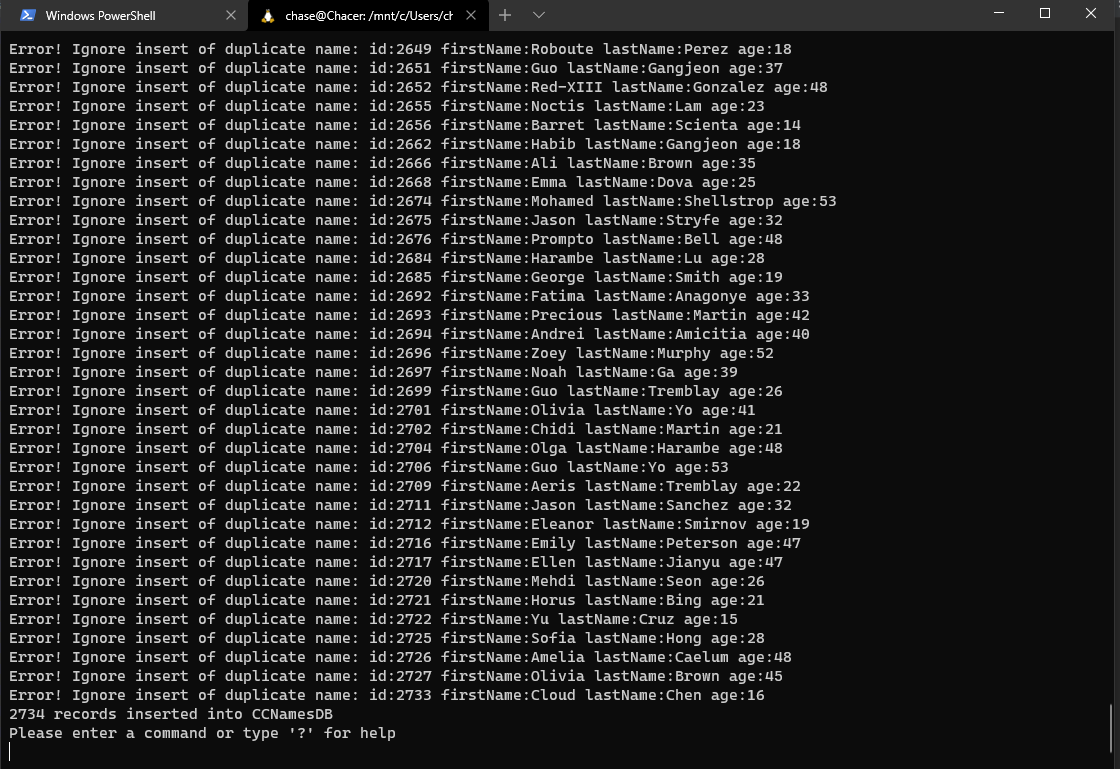 Windows PowerShell
chase@Chacer: /mnt/c/Users/ch
Error! Ignore insert of duplicate name: id:2649 firstName:Roboute lastName:Perez age:18
Error! Ignore insert of duplicate name: id:2651 firstName:Guo lastName:Gangjeon age:37
Error! Ignore insert of duplicate name: id:2652 firstName:Red-XIII lastName:Gonzalez age:48
Error! Ignore insert of duplicate name: id:2655 firstName:Noctis lastName:Lam age:23
Error! Ignore insert of duplicate name: id:2656 firstName:Barret lastName:Scienta age:14
Error! Ignore insert of duplicate name: id:2662 firstName:Habib lastName:Gangjeon age:18
Error! Ignore insert of duplicate name: id:2666 firstName:Ali lastName:Brown age:35
Error! Ignore insert of duplicate name: id:2668 firstName:Emma lastName:Dova age:25
Error! Ignore insert of duplicate name: id:2674 firstName:Mohamed lastName:Shellstrop age:53
Error! Ignore insert of duplicate name: id:2675 firstName:Jason lastName:Stryfe age:32
Error! Ignore insert of duplicate name: id:2676 firstName:Prompto lastName:Bell age:48
Error! Ignore insert of duplicate name: id:2684 firstName:Harambe lastName:Lu age:28
Error! Ignore insert of duplicate name: id:2685 firstName:George lastName:Smith age:19
Error! Ignore insert of duplicate name: id:2692 firstName:Fatima lastName:Anagonye age:33
Error! Ignore insert of duplicate name: id:2693 firstName:Precious lastName:Martin age:42
Error! Ignore insert of duplicate name: id:2694 firstName:Andrei lastName:Amicitia age:40
Error! Ignore insert of duplicate name: id:2696 firstName:Zoey lastName:Murphy age:52
Error! Ignore insert of duplicate name: id:2697 firstName:Noah lastName:Ga age:39
Error! Ignore insert of duplicate name: id:2699 firstName:Guo lastName:Tremblay age:26
Error! Ignore insert of duplicate name: id:2701 firstName:Olivia lastName:Yo age:41
Error! Ignore insert of duplicate name: id:2702 firstName:Chidi lastName:Martin age:21
Error! Ignore insert of duplicate name: id:2704 firstName:Olga lastName:Harambe age:48
Error! Ignore insert of duplicate name: id:2706 firstName:Guo lastName:Yo age:53
Error! Ignore insert of duplicate name: id:2709 firstName:Aeris lastName:Tremblay age:22
Error! Ignore insert of duplicate name: id:2711 firstName:Jason lastName:Sanchez age:32
Error! Ignore insert of duplicate name: id:2712 firstName:Eleanor lastName:Smirnov age:19
Error! Ignore insert of duplicate name: id:2716 firstName:Emily lastName:Peterson age:47
Error! Ignore insert of duplicate name: id:2717 firstName:Ellen lastName:Jianyu age:47
Error! Ignore insert of duplicate name: id:2720 firstName:Mehdi lastName:Seon age:26
Error! Ignore insert of duplicate name: id:2721 firstName:Horus lastName:Bing age:21
Error! Ignore insert of duplicate name: id:2722 firstName:Yu lastName:Cruz age:15
Error! Ignore insert of duplicate name: id:2725 firstName:Sofia lastName:Hong age:28
Error! Ignore insert of duplicate name: id:2726 firstName:Amelia lastName:Caelum age:48
Error! Ignore insert of duplicate name: id:2727 firstName:Olivia lastName:Brown age:45
Error! Ignore insert of duplicate name: id:2733 firstName:Cloud lastName:Chen age:16
2734 records inserted into CCNamesDB
Please enter a command or type '?' for help